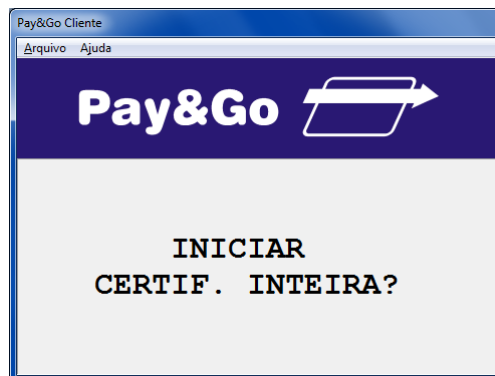 Pay&Go Cliente
Arquivo Ajuda
Pay&Go
INICIAR
CERTIF. INTEIRA?